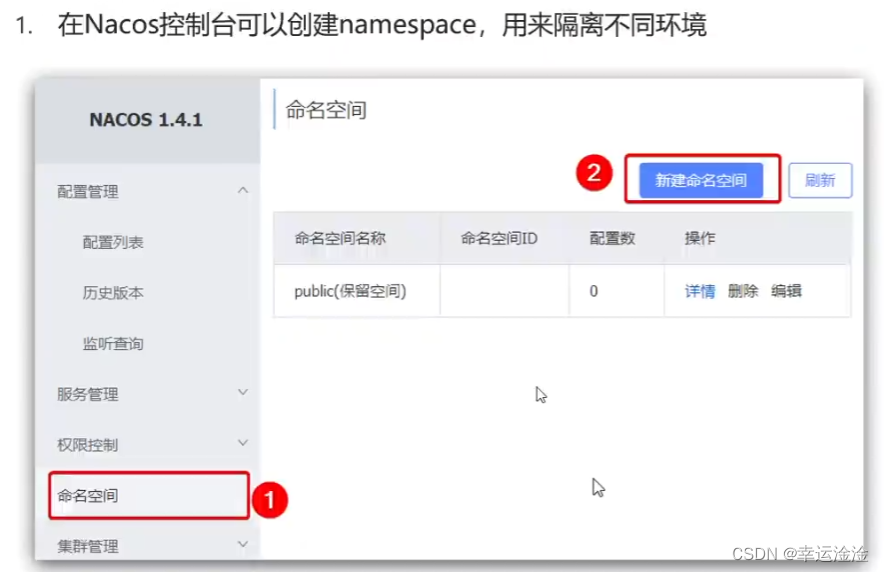 1. 在Nacos控制台可以创建namespace，用来隔离不同环境
NACOS 1.4.1
命名空间
配置管理
2
新建命名空间
刷新
配置列表
命名空间名称 命名空间ID 配置数 操作
历史版本
public(保留空间) 0 详情 删除 编辑
监听查询
服务管理
权限控制
命名空间
1
集群管理
CSDN @幸运淦淦